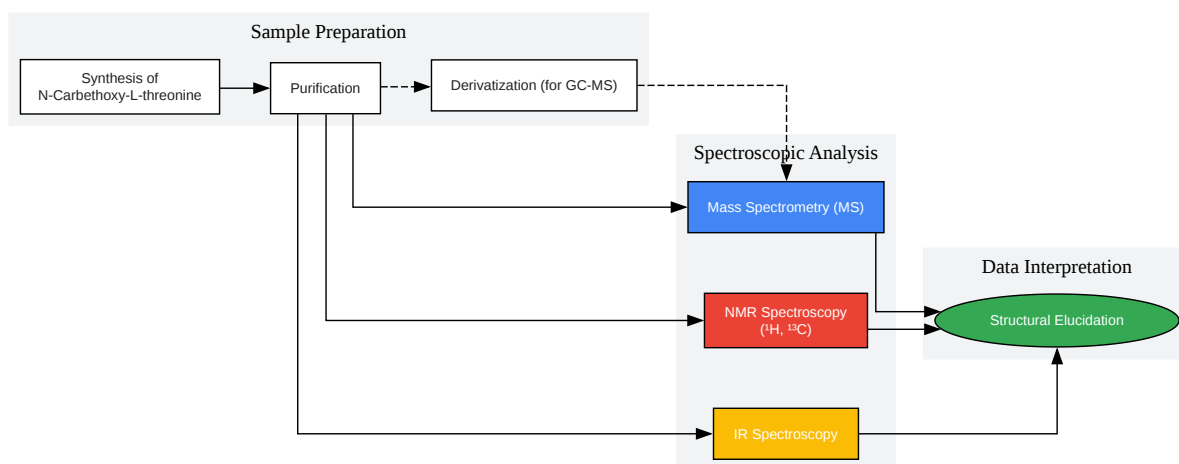 Sample Preparation
Synthesis of
N-Carbethoxy-L-threonine
Purification
Derivatization (for GC-MS)
Spectroscopic Analysis
Mass Spectrometry (MS)
NMR Spectroscopy
(¹H, ¹³C)
IR Spectroscopy
Data Interpretation
Structural Elucidation